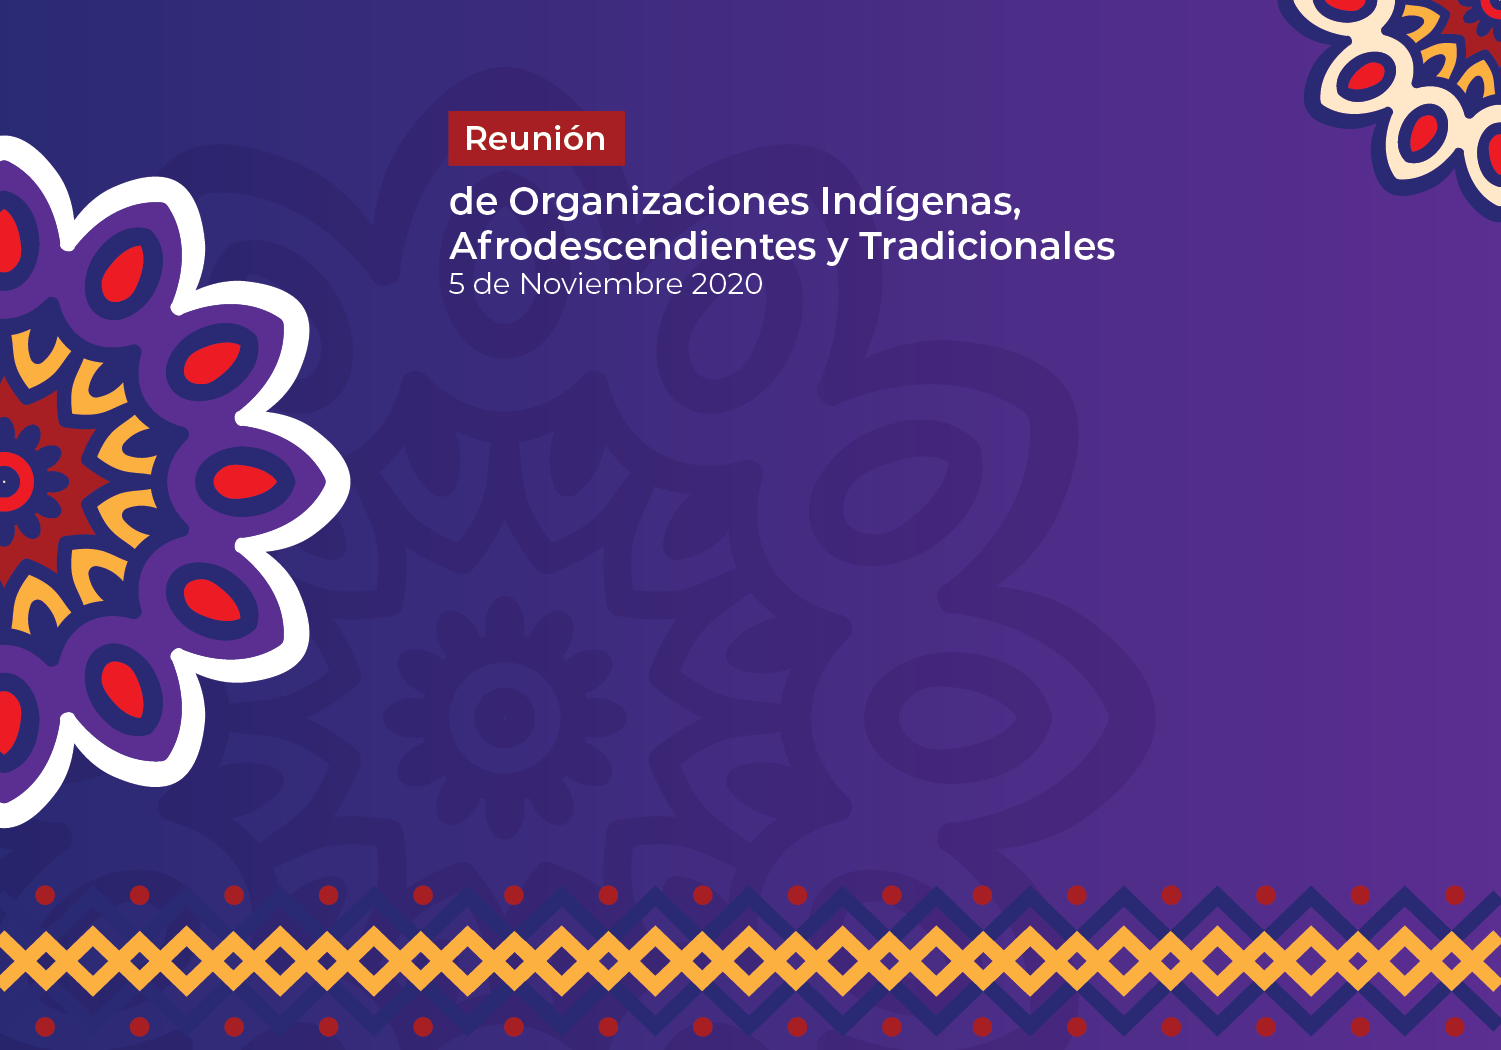 Reunión
de Organizaciones Indígenas,
Afrodescendientes y Tradicionales
5 de Noviembre 2020